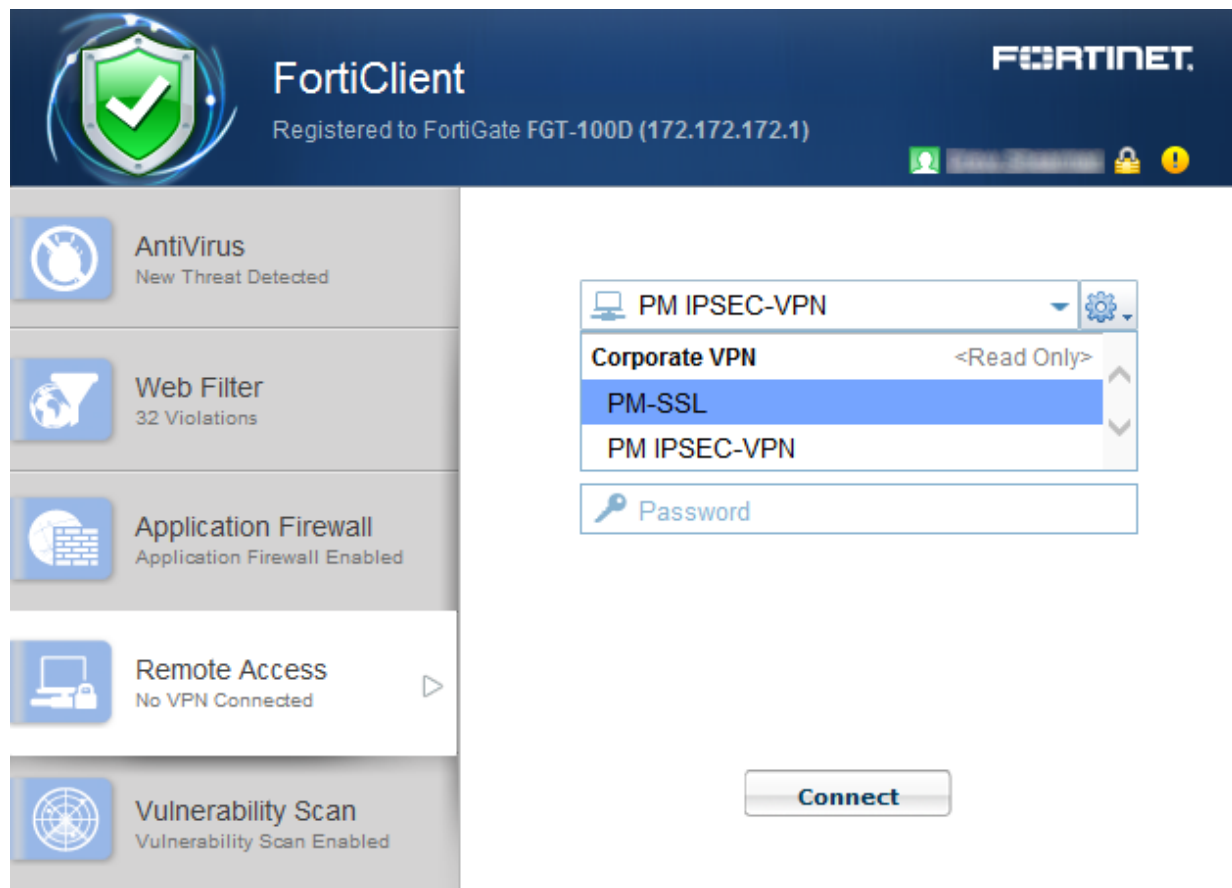 FortiClient
FORTINET
Registered to FortiGate FGT-100D (172.172.172.1)
AntiVirus
New Threat Detected
Web Filter
32 Violations
Application Firewall
Application Firewall Enabled
Remote Access
No VPN Connected
Vulnerability Scan
Vulnerability Scan Enabled
PM IPSEC-VPN
Corporate VPN <Read Only>
PM-SSL
PM IPSEC-VPN
Password
Connect